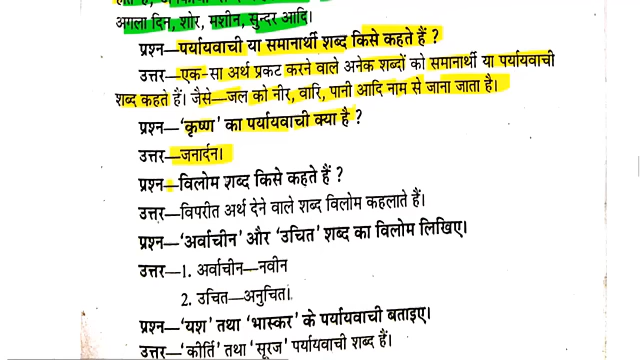 अगला दिन, शोर, मशीन, सुन्दर आदि।
प्रश्न–पर्यायवाची या समानार्थी शब्द किसे कहते हैं ?
उत्तर–एक-सा अर्थ प्रकट करने वाले अनेक शब्दों को समानार्थी या पर्यायवाची
शब्द कहते हैं। जैसे–जल को नीर, वारि, पानी आदि नाम से जाना जाता है।
प्रश्न–‘कृष्ण’ का पर्यायवाची क्या है ?
उत्तर–जनार्दन।
प्रश्न–विलोम शब्द किसे कहते हैं ?
उत्तर–विपरीत अर्थ देने वाले शब्द विलोम कहलाते हैं।
प्रश्न–‘अर्वाचीन’ और ‘उचित’ शब्द का विलोम लिखिए।
उत्तर–1. अर्वाचीन–नवीन
2. उचित–अनुचित।
प्रश्न–‘यश’ तथा ‘भास्कर’ के पर्यायवाची बताइए।
उत्तर–‘कीर्ति’ तथा ‘सूरज’ पर्यायवाची शब्द हैं।